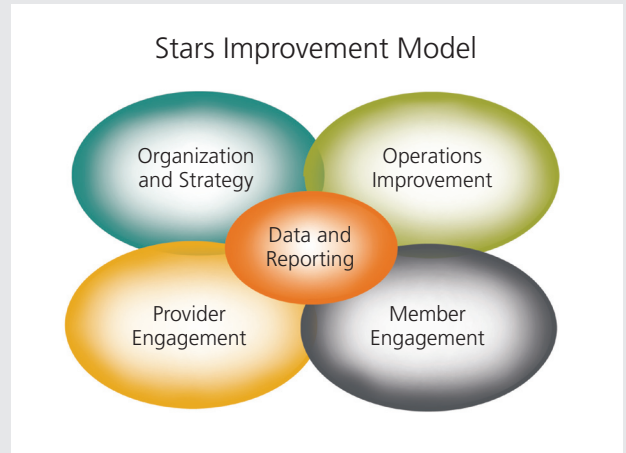 Stars Improvement Model
Organization
and Strategy
Operations
Improvement
Data and
Reporting
Provider
Engagement
Member
Engagement